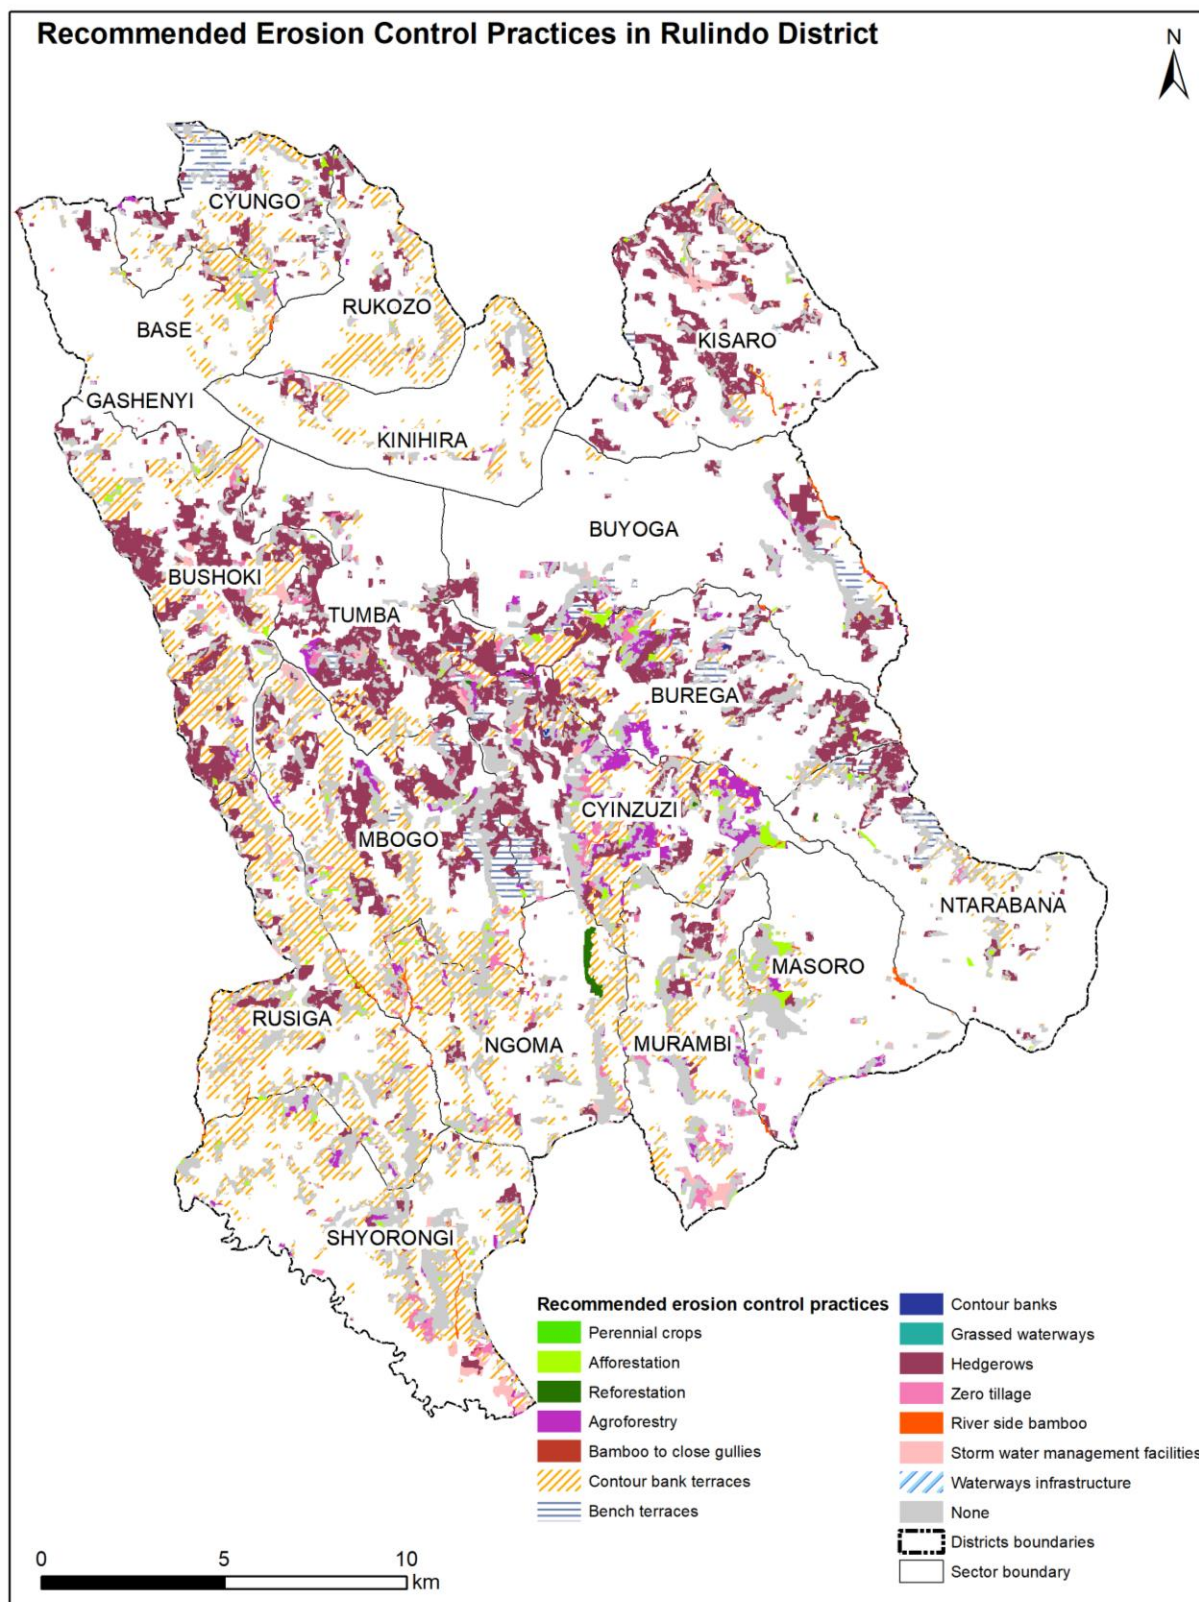 Recommended Erosion Control Practices in Rulindo District
N
CYUNGO
RUKOZO
BASE
KISARO
GASHENYI
KINIHIRA
BUYOGA
BUSHOKI
TUMBA
BUREGA
CYINZUZI
MBOGO
NTARABANA
MASORO
RUSIGA
NGOMA
MURAMBI
SHYORONGI
Recommended erosion control practices
Perennial crops
Afforestation
Reforestation
Agroforestry
Bamboo to close gullies
Contour bank terraces
Bench terraces
Contour banks
Grassed waterways
Hedgerows
Zero tillage
River side bamboo
Storm water management facilities
Waterways infrastructure
None
Districts boundaries
Sector boundary
0 5 10
km